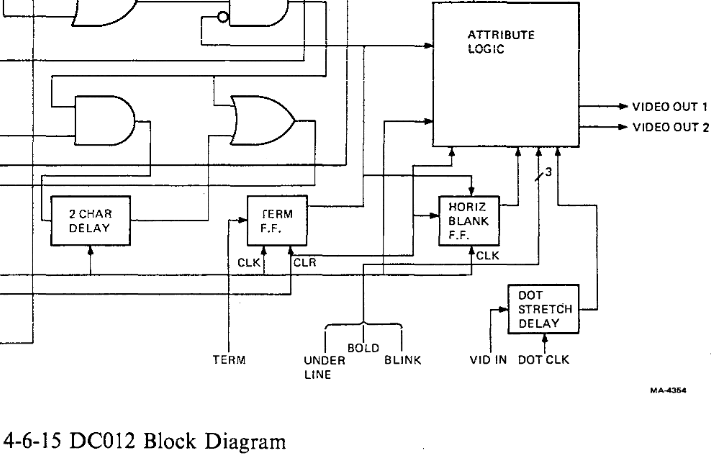 ATTRIBUTE
LOGIC
VIDEO OUT 1
VIDEO OUT 2
3
2 CHAR
DELAY
TERM
F.F.
HORIZ
BLANK
F.F.
CLK
CLR
CLK
DOT
STRETCH
DELAY
TERM
UNDER
LINE
BOLD
BLINK
VID IN
DOT CLK
MA-4354
4-6-15 DC012 Block Diagram